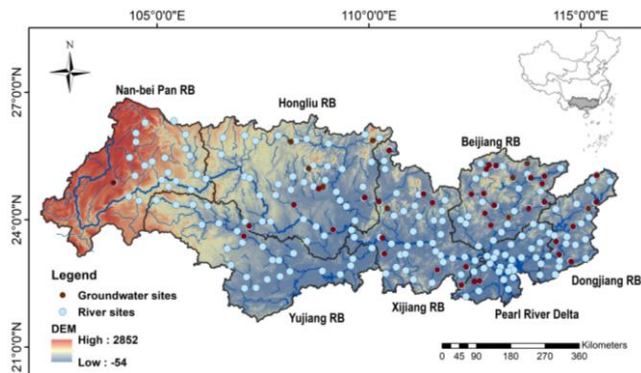 105°0'0"E 110°0'0"E 115°0'0"E
N
Nan-bei Pan RB
Hongliu RB
Beijiang RB
27°0'0"N
24°0'0"N
21°0'0"N
Legend
Groundwater sites
River sites
DEM
High : 2852
Low : -54
Yujiang RB
Xijiang RB
Dongjiang RB
Pearl River Delta
Kilometers
0 45 90 180 270 360